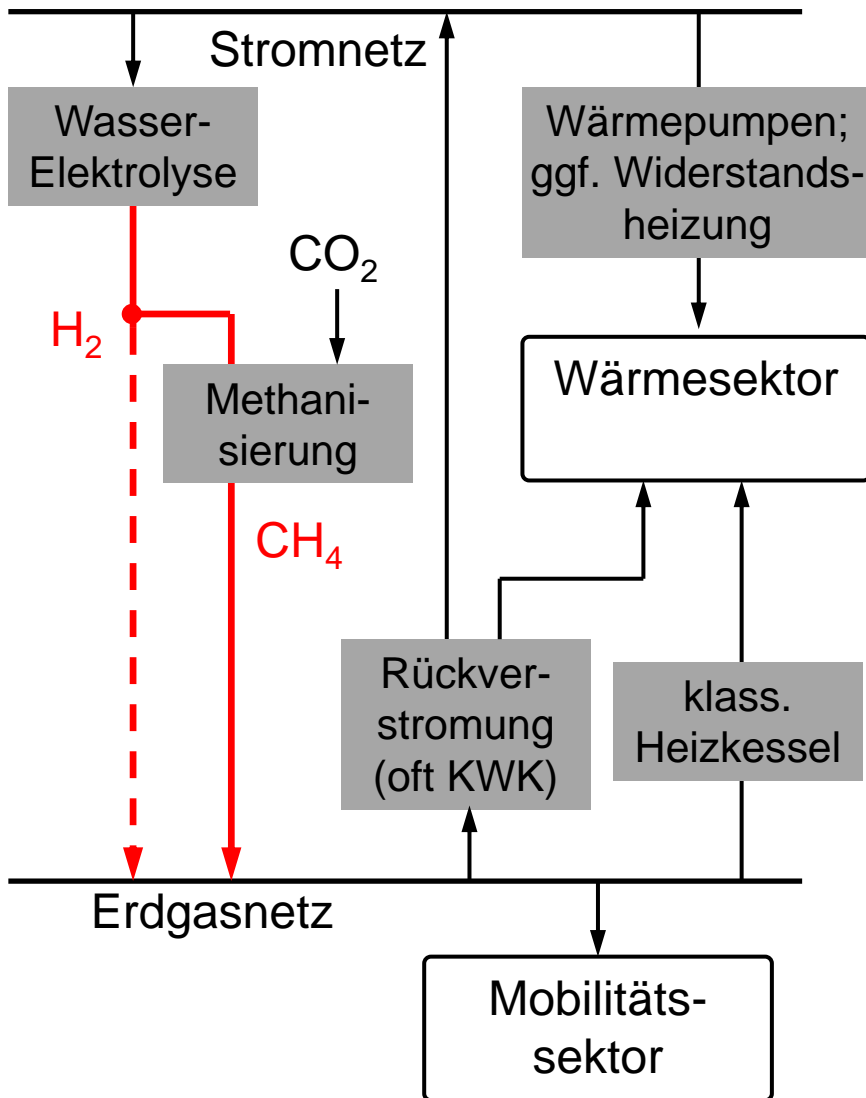 Stromnetz
Wasser-
Elektrolyse
Wärmepumpen;
ggf. Widerstands-
heizung
CO₂
H₂
Wärmesektor
Methani-
sierung
CH₄
Rückver-
stromung
(oft KWK)
klass.
Heizkessel
Erdgasnetz
Mobilitäts-
sektor